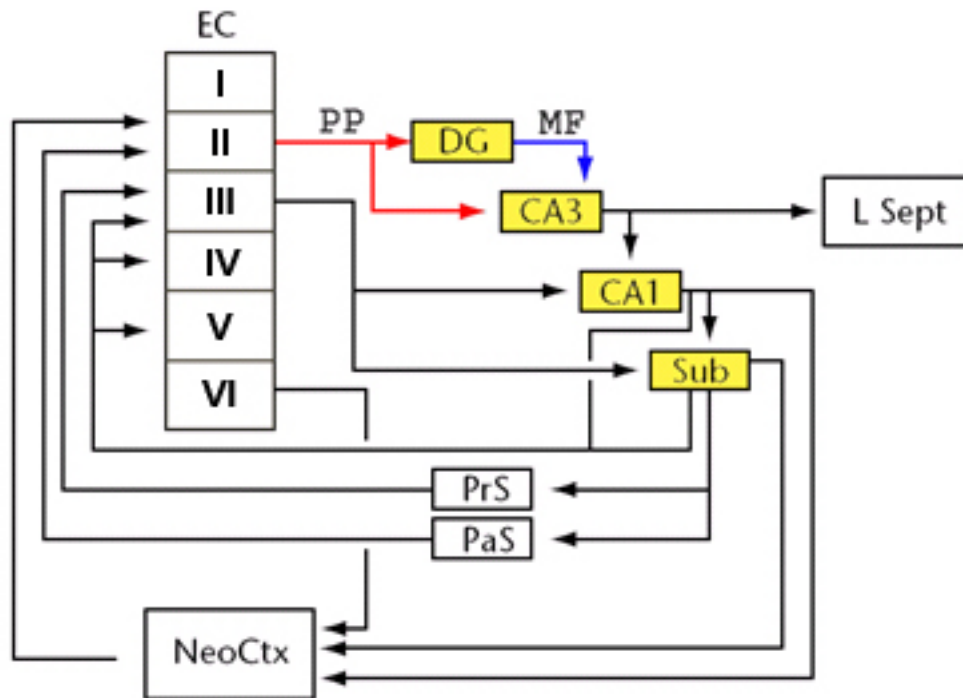 EC
I
II
III
IV
V
VI
PP
DG
MF
CA3
L Sept
CA1
Sub
PrS
PaS
NeoCtx